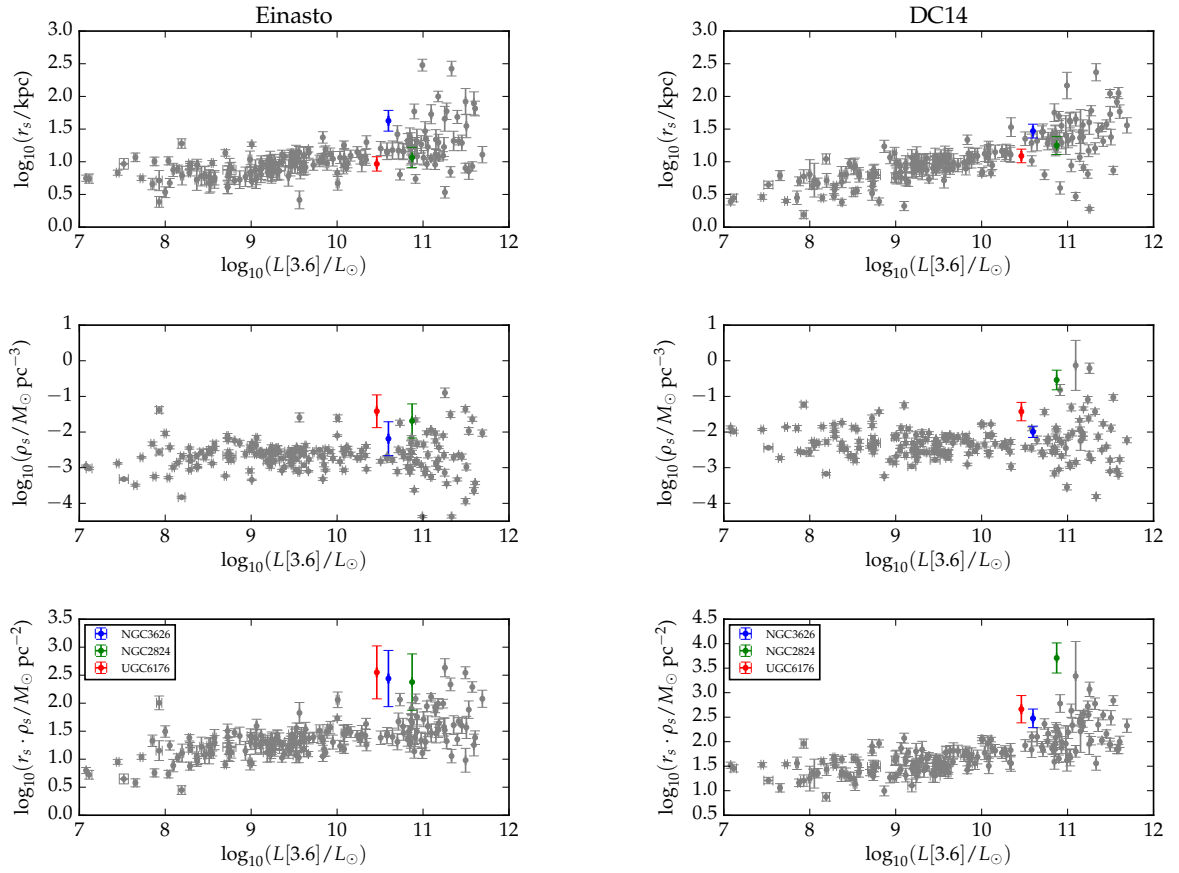 Einasto
DC14
3.0
2.5
2.0
1.5
1.0
0.5
0.0
log₁₀(rₛ/kpc)
7 8 9 10 11 12
log₁₀(L[3.6]/L⊙)
3.0
2.5
2.0
1.5
1.0
0.5
0.0
log₁₀(rₛ/kpc)
7 8 9 10 11 12
log₁₀(L[3.6]/L⊙)
1
0
−1
−2
−3
−4
log₁₀(ρₛ/M⊙ pc⁻³)
7 8 9 10 11 12
log₁₀(L[3.6]/L⊙)
1
0
−1
−2
−3
−4
log₁₀(ρₛ/M⊙ pc⁻³)
7 8 9 10 11 12
log₁₀(L[3.6]/L⊙)
3.5
3.0
2.5
2.0
1.5
1.0
0.5
0.0
log₁₀(rₛ · ρₛ/M⊙ pc⁻²)
NGC3626
NGC2824
UGC6176
7 8 9 10 11 12
log₁₀(L[3.6]/L⊙)
4.5
4.0
3.5
3.0
2.5
2.0
1.5
1.0
0.5
log₁₀(rₛ · ρₛ/M⊙ pc⁻²)
NGC3626
NGC2824
UGC6176
7 8 9 10 11 12
log₁₀(L[3.6]/L⊙)